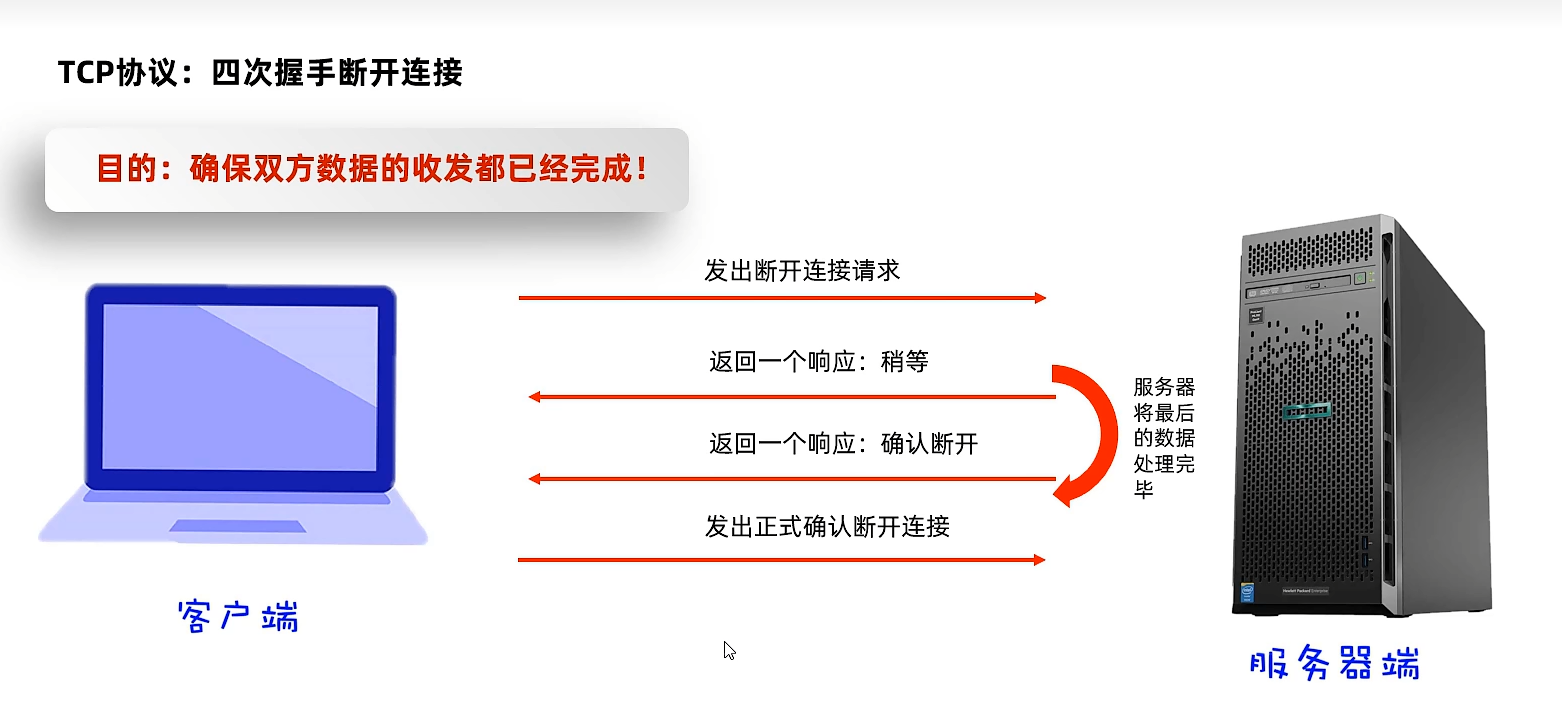 TCP协议：四次握手断开连接
目的：确保双方数据的收发都已经完成！
发出断开连接请求
返回一个响应：稍等
返回一个响应：确认断开
发出正式确认断开连接
服务器
将最后
的数据
处理完
毕
客户端
Hewlett Packard Enterprise
服务器端